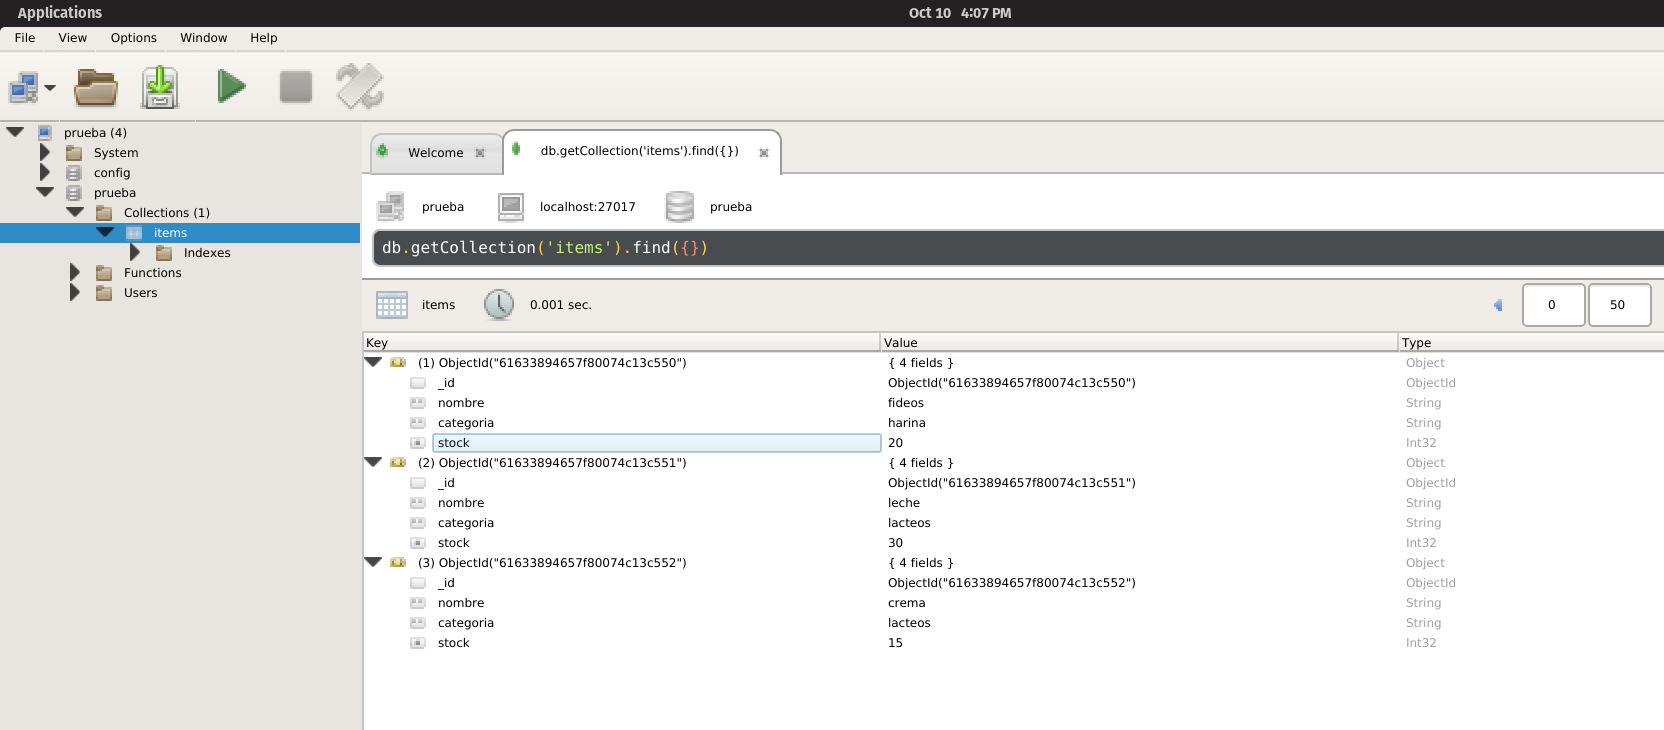 Applications Oct 10 4:07 PM
File View Options Window Help
prueba (4)
System
config
prueba
Collections (1)
items
Indexes
Functions
Users
Welcome db.getCollection('items').find({})
prueba localhost:27017 prueba
db.getCollection('items').find({})
items 0.001 sec. 0 50
Key Value Type
(1) ObjectId("61633894657f80074c13c550") { 4 fields } Object
_id ObjectId("61633894657f80074c13c550") ObjectId
nombre fideos String
categoria harina String
stock 20 Int32
(2) ObjectId("61633894657f80074c13c551") { 4 fields } Object
_id ObjectId("61633894657f80074c13c551") ObjectId
nombre leche String
categoria lacteos String
stock 30 Int32
(3) ObjectId("61633894657f80074c13c552") { 4 fields } Object
_id ObjectId("61633894657f80074c13c552") ObjectId
nombre crema String
categoria lacteos String
stock 15 Int32